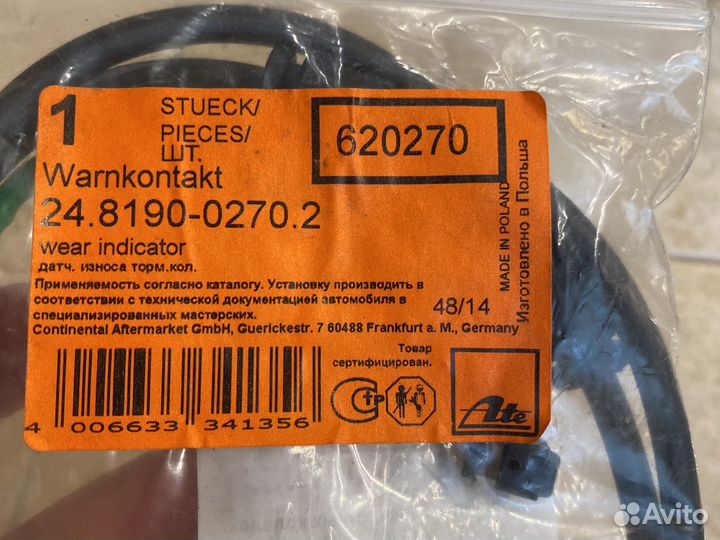 1
STUECK/
PIECES/
ШТ.
620270
Warnkontakt
24.8190-0270.2
wear indicator
датч. износа торм.кол.
Применяемость согласно каталогу. Установку производить в
соответствии с технической документацией автомобиля в
специализированных мастерских.
48/14
Continental Aftermarket GmbH, Guerickestr. 7 60488 Frankfurt a. M., Germany
MADE IN POLAND
Изготовлено в Польша
Товар
сертифицирован.
4 006633 341356
Ate
Avito